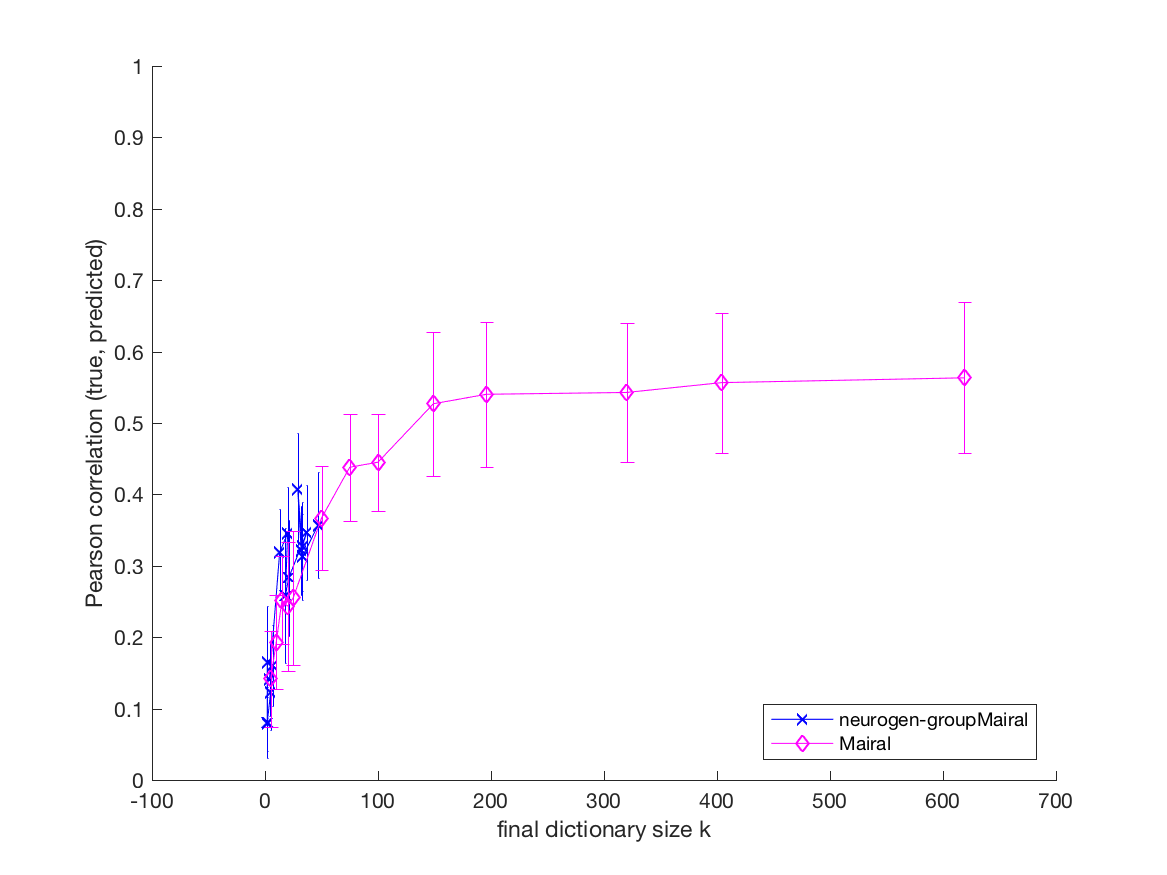 1
0.9
0.8
0.7
0.6
0.5
0.4
0.3
0.2
0.1
0
Pearson correlation (true, predicted)
-100 0 100 200 300 400 500 600 700
final dictionary size k
neurogen-groupMairal
Mairal